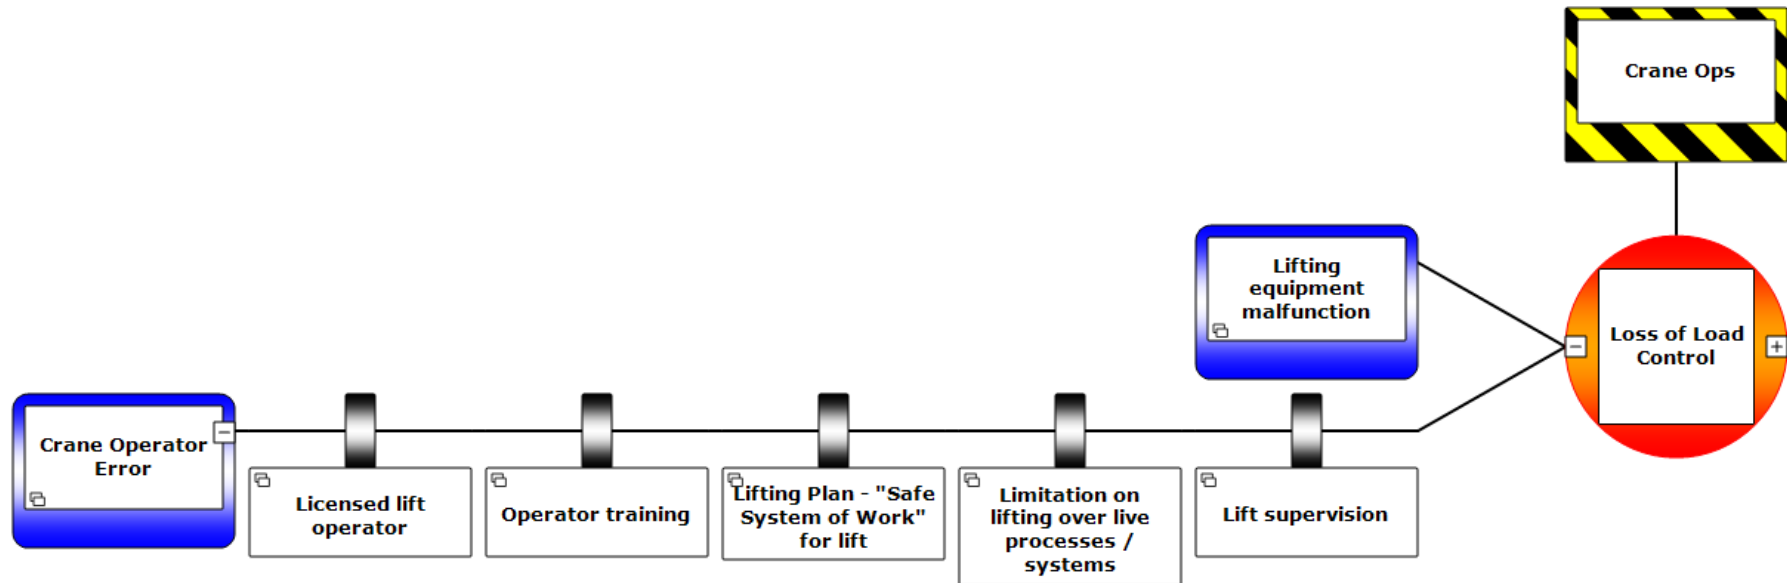 Crane Ops
Lifting
equipment
malfunction
Loss of Load
Control
Crane Operator
Error
Licensed lift
operator
Operator training
Lifting Plan - "Safe
System of Work"
for lift
Limitation on
lifting over live
processes /
systems
Lift supervision